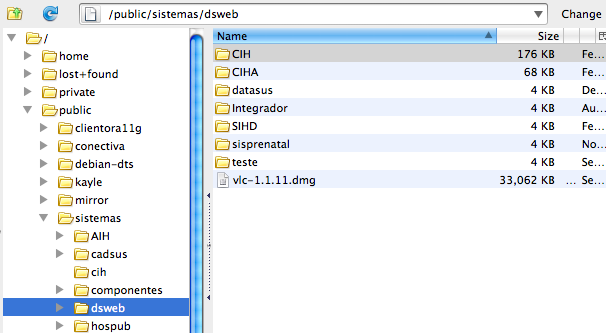 /public/sistemas/dsweb Change
/
home
lost+found
private
public
clientora11g
conectiva
debian-dts
kayle
mirror
sistemas
AIH
cadsus
cih
componentes
dsweb
hospub
Name Size
CIH 176 KB Fe...
CIHA 68 KB Fe...
datasus 4 KB De...
Integrador 4 KB Au...
SIHD 4 KB Fe...
sisprenatal 4 KB No...
teste 4 KB Se...
vlc-1.1.11.dmg 33,062 KB ... Se...